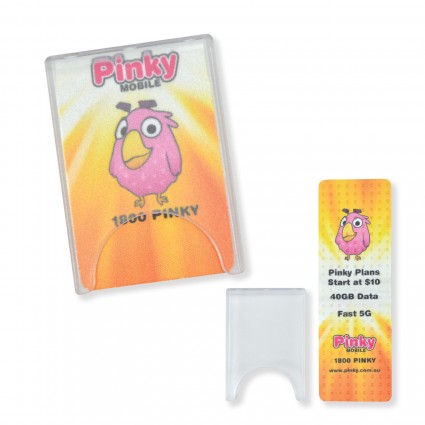 Pinky
MOBILE
1800 PINKY
Pinky Plans
Start at $10
40GB Data
Fast 5G
Pinky
MOBILE
1800 PINKY
www.pinky.com.au